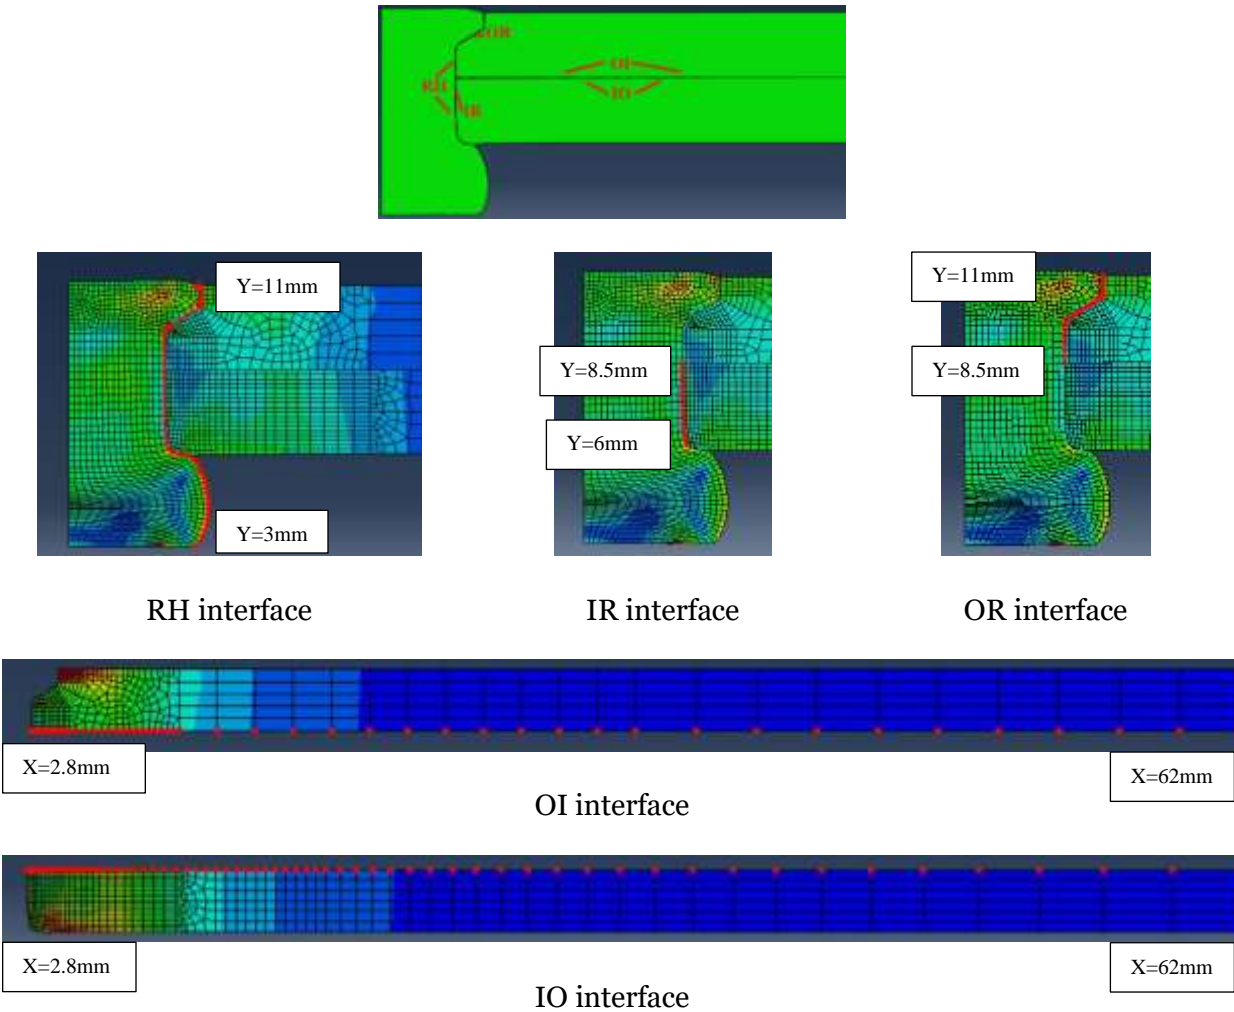 OR
OI
RH
IO
IR
Y=11mm
Y=3mm
Y=8.5mm
Y=6mm
Y=11mm
Y=8.5mm
RH interface
IR interface
OR interface
X=2.8mm
X=62mm
OI interface
X=2.8mm
X=62mm
IO interface